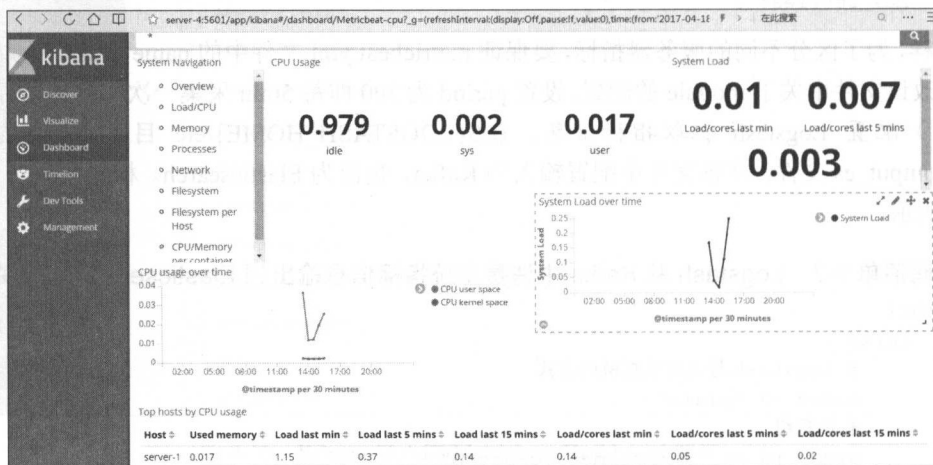 server-4:5601/app/kibana#/dashboard/Metricbeat-cpu?_g=(refreshInterval:(display:Off,pause:!f,value:0),time:(from:'2017-04-1
在此搜索
kibana
Discover
Visualize
Dashboard
Timelion
Dev Tools
Management
*
System Navigation
Overview
Load/CPU
Memory
Processes
Network
Filesystem
Filesystem per
Host
CPU/Memory
per container
CPU Usage
0.979
idle
0.002
sys
0.017
user
System Load
0.01
Load/cores last min
0.007
Load/cores last 5 mins
0.003
System Load over time
0.25
0.2
0.15
0.1
0.05
0
System Load
02:00 05:00 08:00 11:00 14:00 17:00 20:00
@timestamp per 30 minutes
System Load
CPU usage over time
0.04
0.03
0.02
0.01
0
02:00 05:00 08:00 11:00 14:00 17:00 20:00
@timestamp per 30 minutes
CPU user space
CPU kernel space
Top hosts by CPU usage
Host Used memory Load last min Load last 5 mins Load last 15 mins Load/cores last min Load/cores last 5 mins Load/cores last 15 mins
server-1 0.017 1.15 0.37 0.14 0.14 0.05 0.02